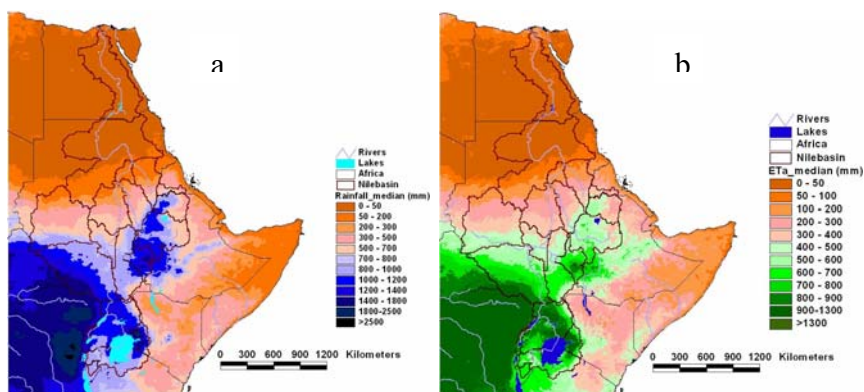 a
Rivers
Lakes
Africa
Nilebasin
Rainfall_median (mm)
0 - 50
50 - 200
200 - 300
300 - 500
500 - 700
700 - 800
800 - 1000
1000 - 1200
1200 - 1400
1400 - 1800
1800-2500
>2500
0 300 600 900 1200 Kilometers
b
Rivers
Lakes
Africa
Nilebasin
ETa_median (mm)
0 - 50
50 - 100
100 - 200
200 - 300
300 - 400
400 - 500
500 - 600
600 - 700
700 - 800
800 - 900
900-1300
>1300
0 300 600 900 1200 Kilometers